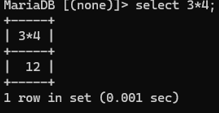 MariaDB [(none)]> select 3*4;
+-----+
| 3*4 |
+-----+
|  12 |
+-----+
1 row in set (0.001 sec)